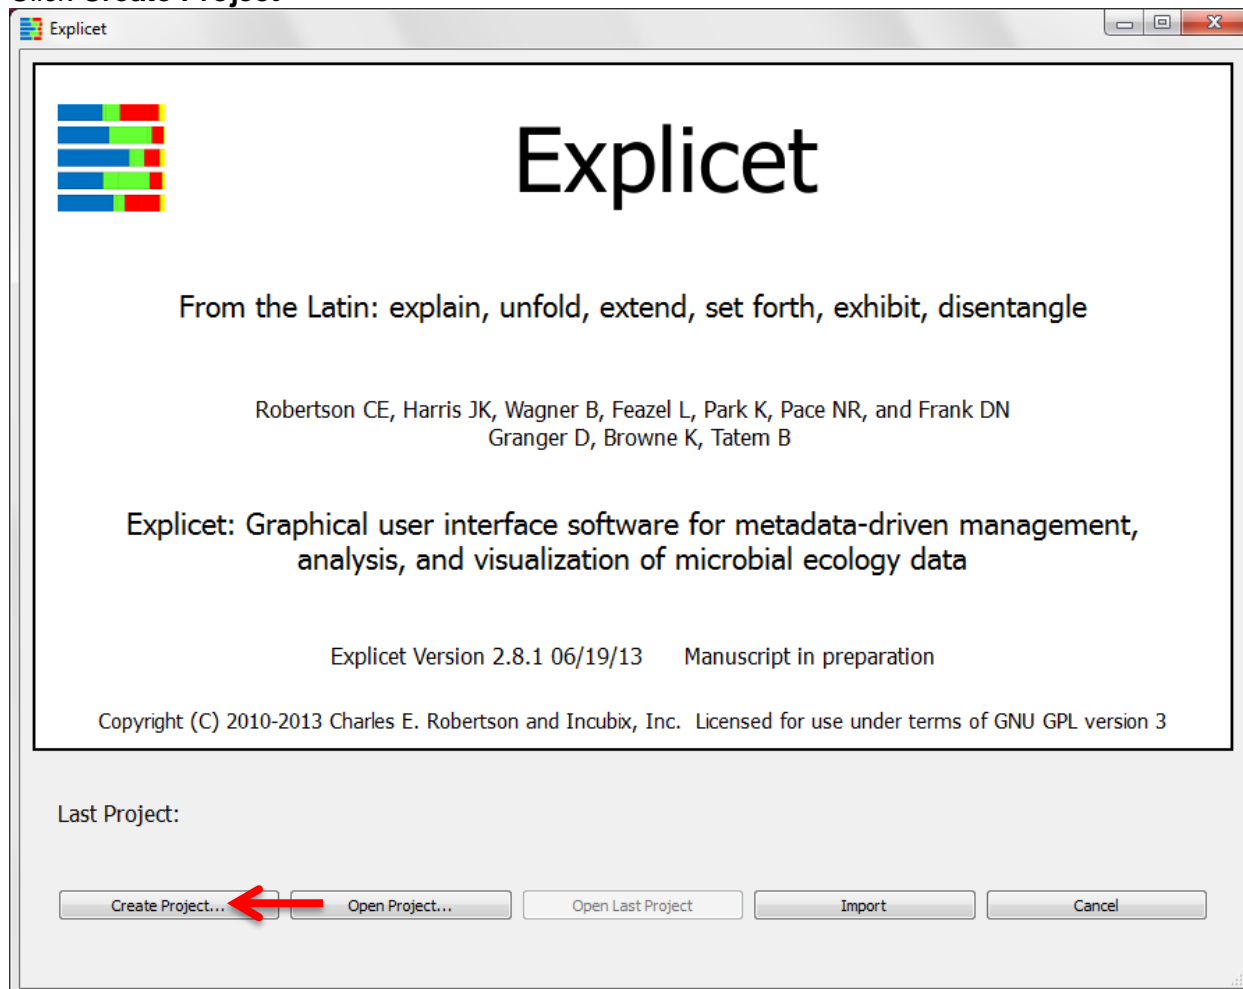 Click Create Project
Explicet
Explicet
From the Latin: explain, unfold, extend, set forth, exhibit, disentangle
Robertson CE, Harris JK, Wagner B, Feazel L, Park K, Pace NR, and Frank DN
Granger D, Browne K, Tatem B
Explicet: Graphical user interface software for metadata-driven management,
analysis, and visualization of microbial ecology data
Explicet Version 2.8.1 06/19/13 Manuscript in preparation
Copyright (C) 2010-2013 Charles E. Robertson and Incubix, Inc. Licensed for use under terms of GNU GPL version 3
Last Project:
Create Project... Open Project... Open Last Project Import Cancel